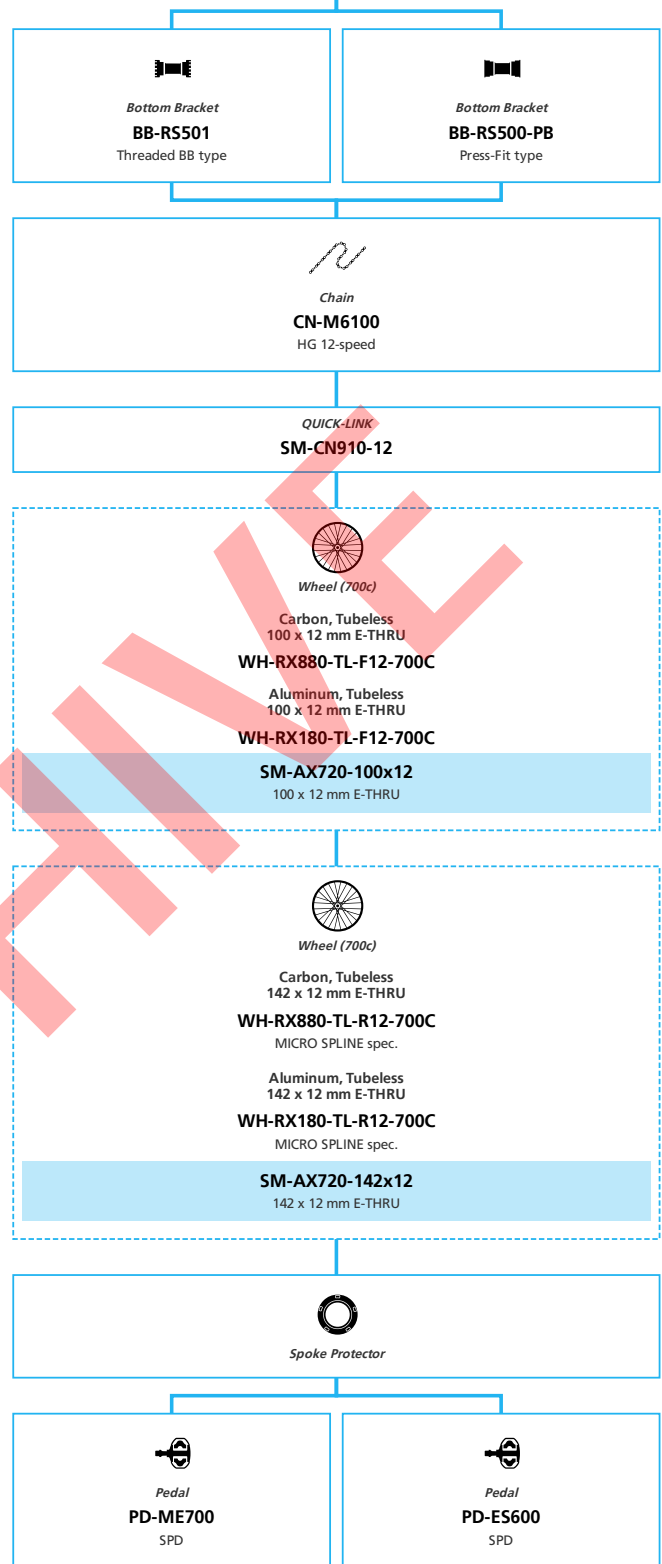 Bottom Bracket
BB-RS501
Threaded BB type
Bottom Bracket
BB-RS500-PB
Press-Fit type
Chain
CN-M6100
HG 12-speed
QUICK-LINK
SM-CN910-12
Wheel (700c)
Carbon, Tubeless
100 x 12 mm E-THRU
WH-RX880-TL-F12-700C
Aluminum, Tubeless
100 x 12 mm E-THRU
WH-RX180-TL-F12-700C
SM-AX720-100x12
100 x 12 mm E-THRU
Wheel (700c)
Carbon, Tubeless
142 x 12 mm E-THRU
WH-RX880-TL-R12-700C
MICRO SPLINE spec.
Aluminum, Tubeless
142 x 12 mm E-THRU
WH-RX180-TL-R12-700C
MICRO SPLINE spec.
SM-AX720-142x12
142 x 12 mm E-THRU
Spoke Protector
Pedal
PD-ME700
SPD
Pedal
PD-ES600
SPD
HIVE